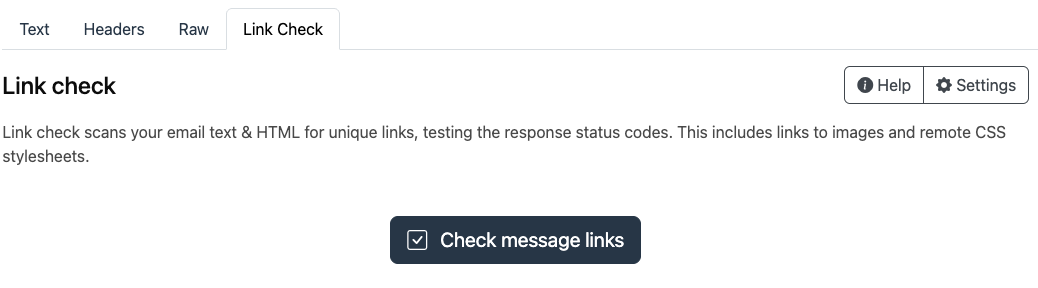 Text Headers Raw Link Check
Link check
Help Settings
Link check scans your email text & HTML for unique links, testing the response status codes. This includes links to images and remote CSS
stylesheets.
Check message links